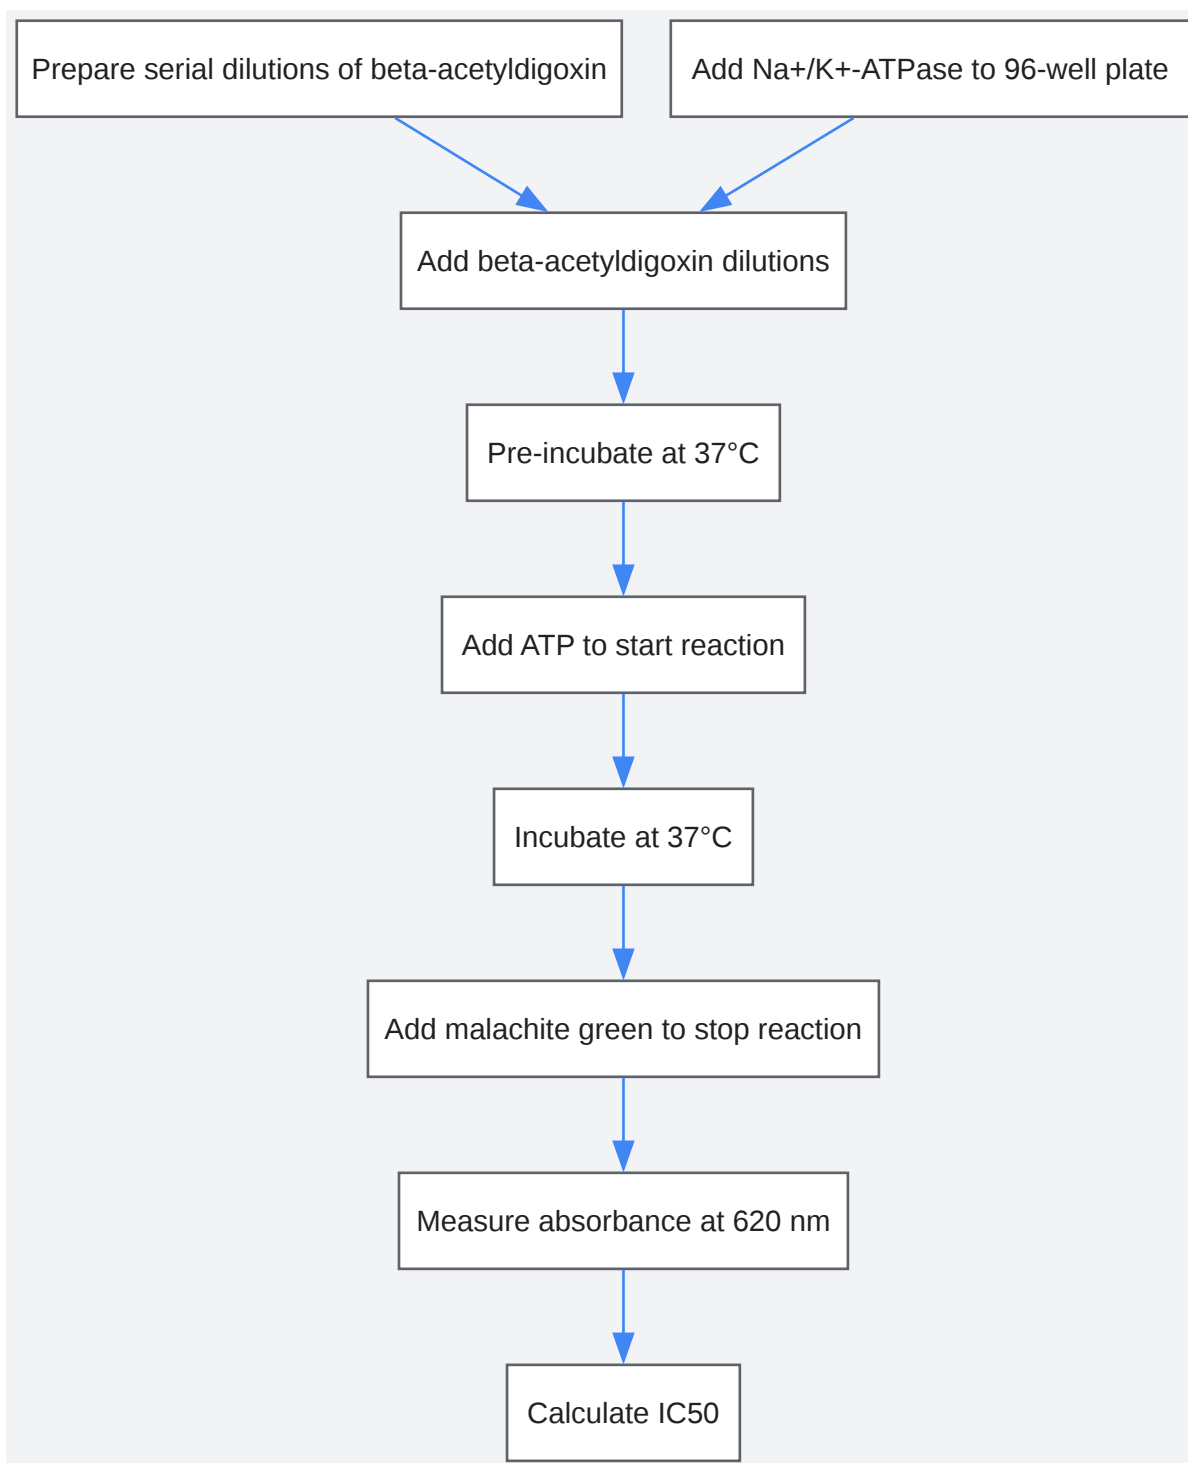 Prepare serial dilutions of beta-acetyldigoxin
Add Na+/K+-ATPase to 96-well plate
Add beta-acetyldigoxin dilutions
Pre-incubate at 37°C
Add ATP to start reaction
Incubate at 37°C
Add malachite green to stop reaction
Measure absorbance at 620 nm
Calculate IC50